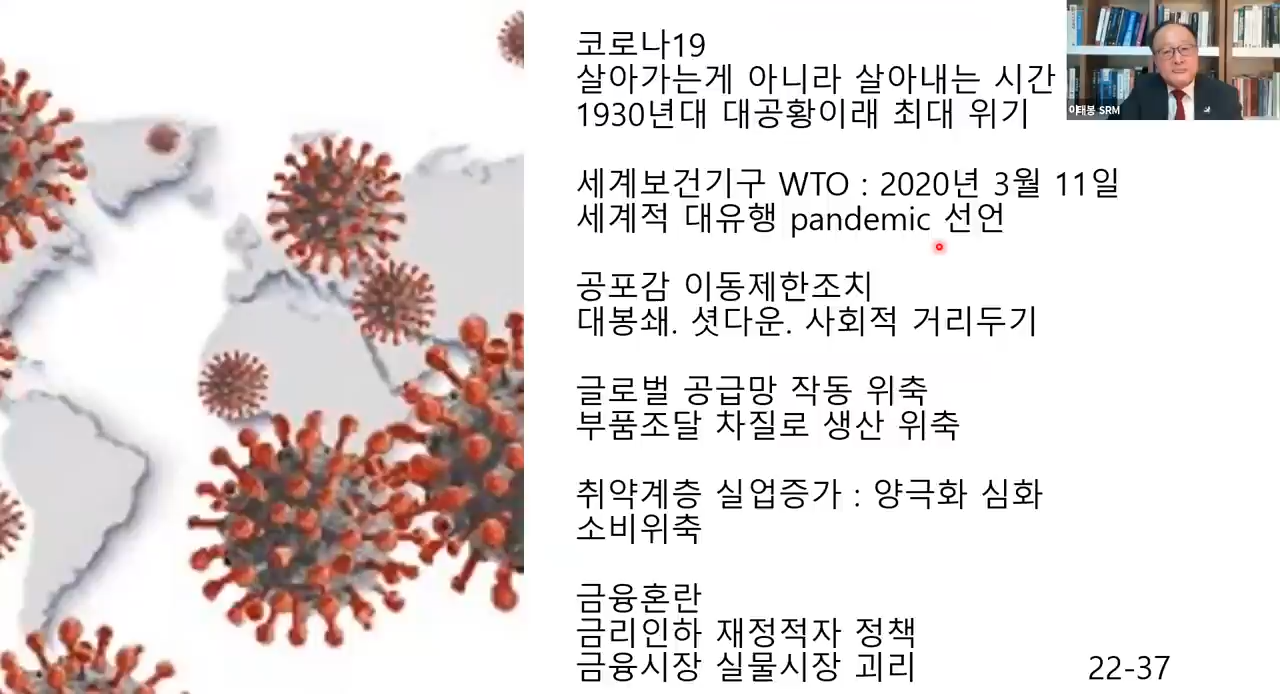 코로나19
살아가는게 아니라 살아내는 시간
1930년대 대공황이래 최대 위기
이태봉 SRM
세계보건기구 WTO : 2020년 3월 11일
세계적 대유행 pandemic 선언
공포감 이동제한조치
대봉쇄. 셧다운. 사회적 거리두기
글로벌 공급망 작동 위축
부품조달 차질로 생산 위축
취약계층 실업증가 : 양극화 심화
소비위축
금융혼란
금리인하 재정적자 정책
금융시장 실물시장 괴리
22-37